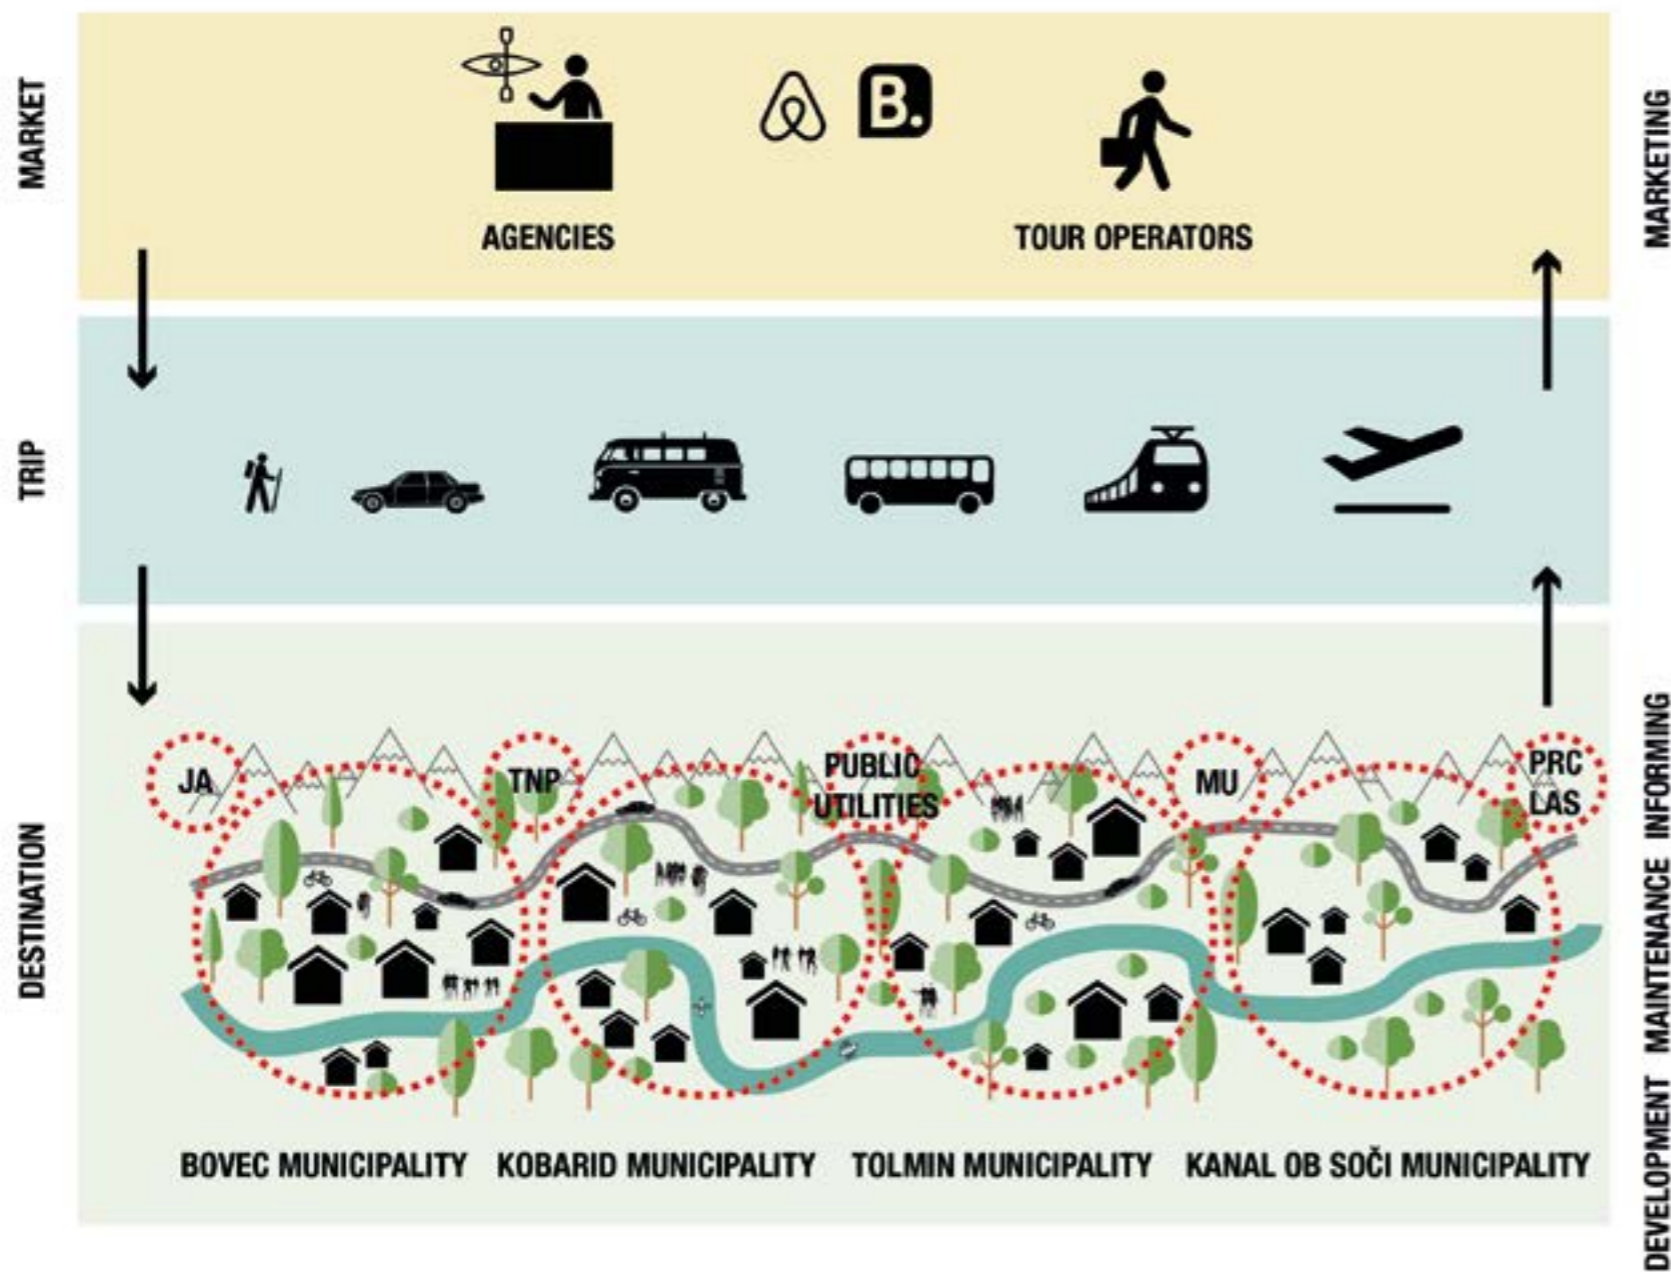 MARKET
B.
AGENCIES
TOUR OPERATORS
MARKETING
TRIP
DESTINATION
JA
TNP
PUBLIC
UTILITIES
MU
PRC
LAS
BOVEC MUNICIPALITY
KOBARID MUNICIPALITY
TOLMIN MUNICIPALITY
KANAL OB SOČI MUNICIPALITY
DEVELOPMENT MAINTENANCE INFORMING